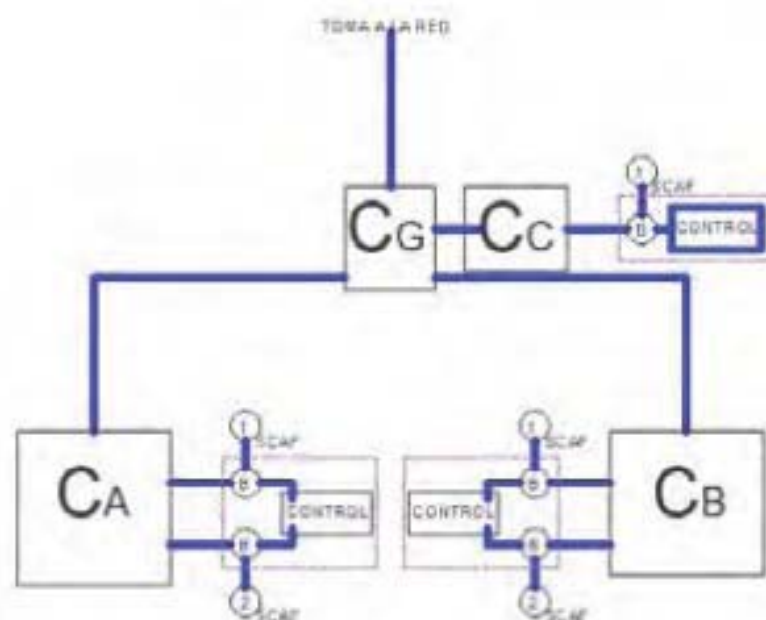 TOMA A LA RED
1
SCAF
CG CC B CONTROL
1 SCAF 1 SCAF
CA B B CB
CONTROL CONTROL
B B
2 SCAF 2 SCAF